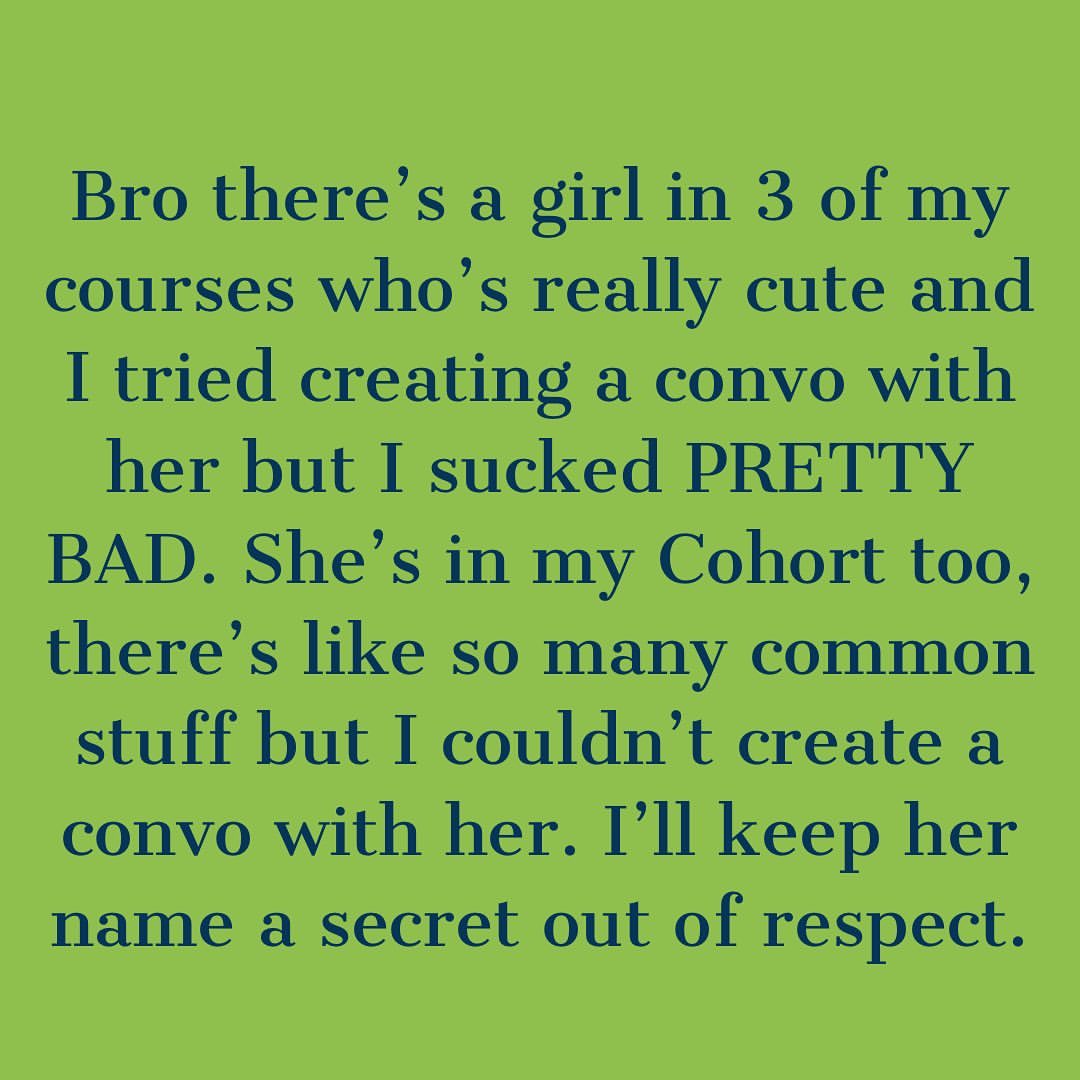 Bro there’s a girl in 3 of my
courses who’s really cute and
I tried creating a convo with
her but I sucked PRETTY
BAD. She’s in my Cohort too,
there’s like so many common
stuff but I couldn’t create a
convo with her. I’ll keep her
name a secret out of respect.